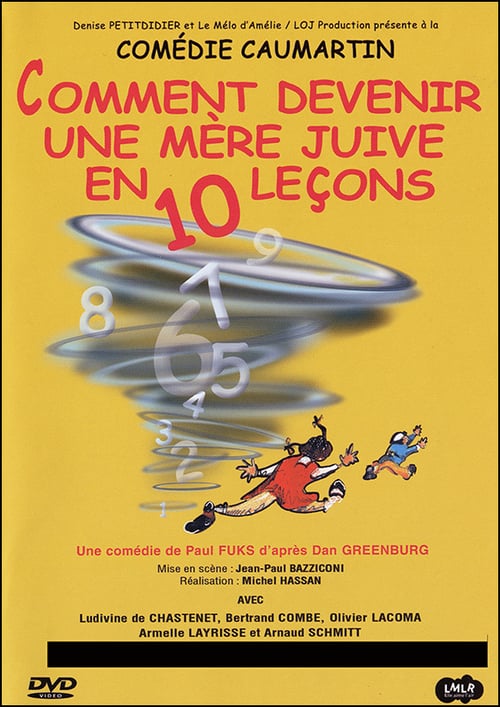 Denise PETITDIDIER et Le Mélo d'Amélie / LOJ Production présente à la
COMÉDIE CAUMARTIN
COMMENT DEVENIR
UNE MÈRE JUIVE
EN 10 LEÇONS
9
8
7
6
5
4
3
2
1
Une comédie de Paul FUKS d'après Dan GREENBURG
Mise en scène : Jean-Paul BAZZICONI
Réalisation : Michel HASSAN
AVEC
Ludivine de CHASTENET, Bertrand COMBE, Olivier LACOMA
Armelle LAYRISSE et Arnaud SCHMITT
DVD
VIDEO
LMLR